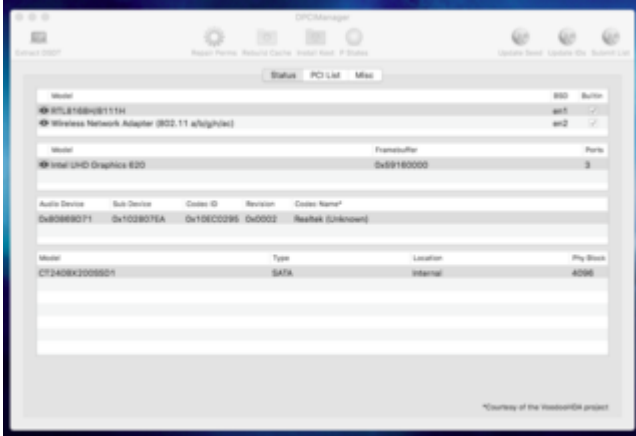 DPCIManager
Extract DSDT
Repair Perms Rebuild Cache Install Kext P States
Update Seed Update IDs Submit List
Status PCI List Misc
Model BSD Builtin
RTL8168H/8111H en1
Wireless Network Adapter (802.11 a/b/g/n/ac) en2
Model Framebuffer Ports
Intel UHD Graphics 620 0x59160000 3
Audio Device Sub Device Codec ID Revision Codec Name*
0x80869D71 0x102807EA 0x10EC0295 0x0002 Realtek (Unknown)
Model Type Location Phy Block
CT240BX200SSD1 SATA Internal 4096
*Courtesy of the VoodooHDA project